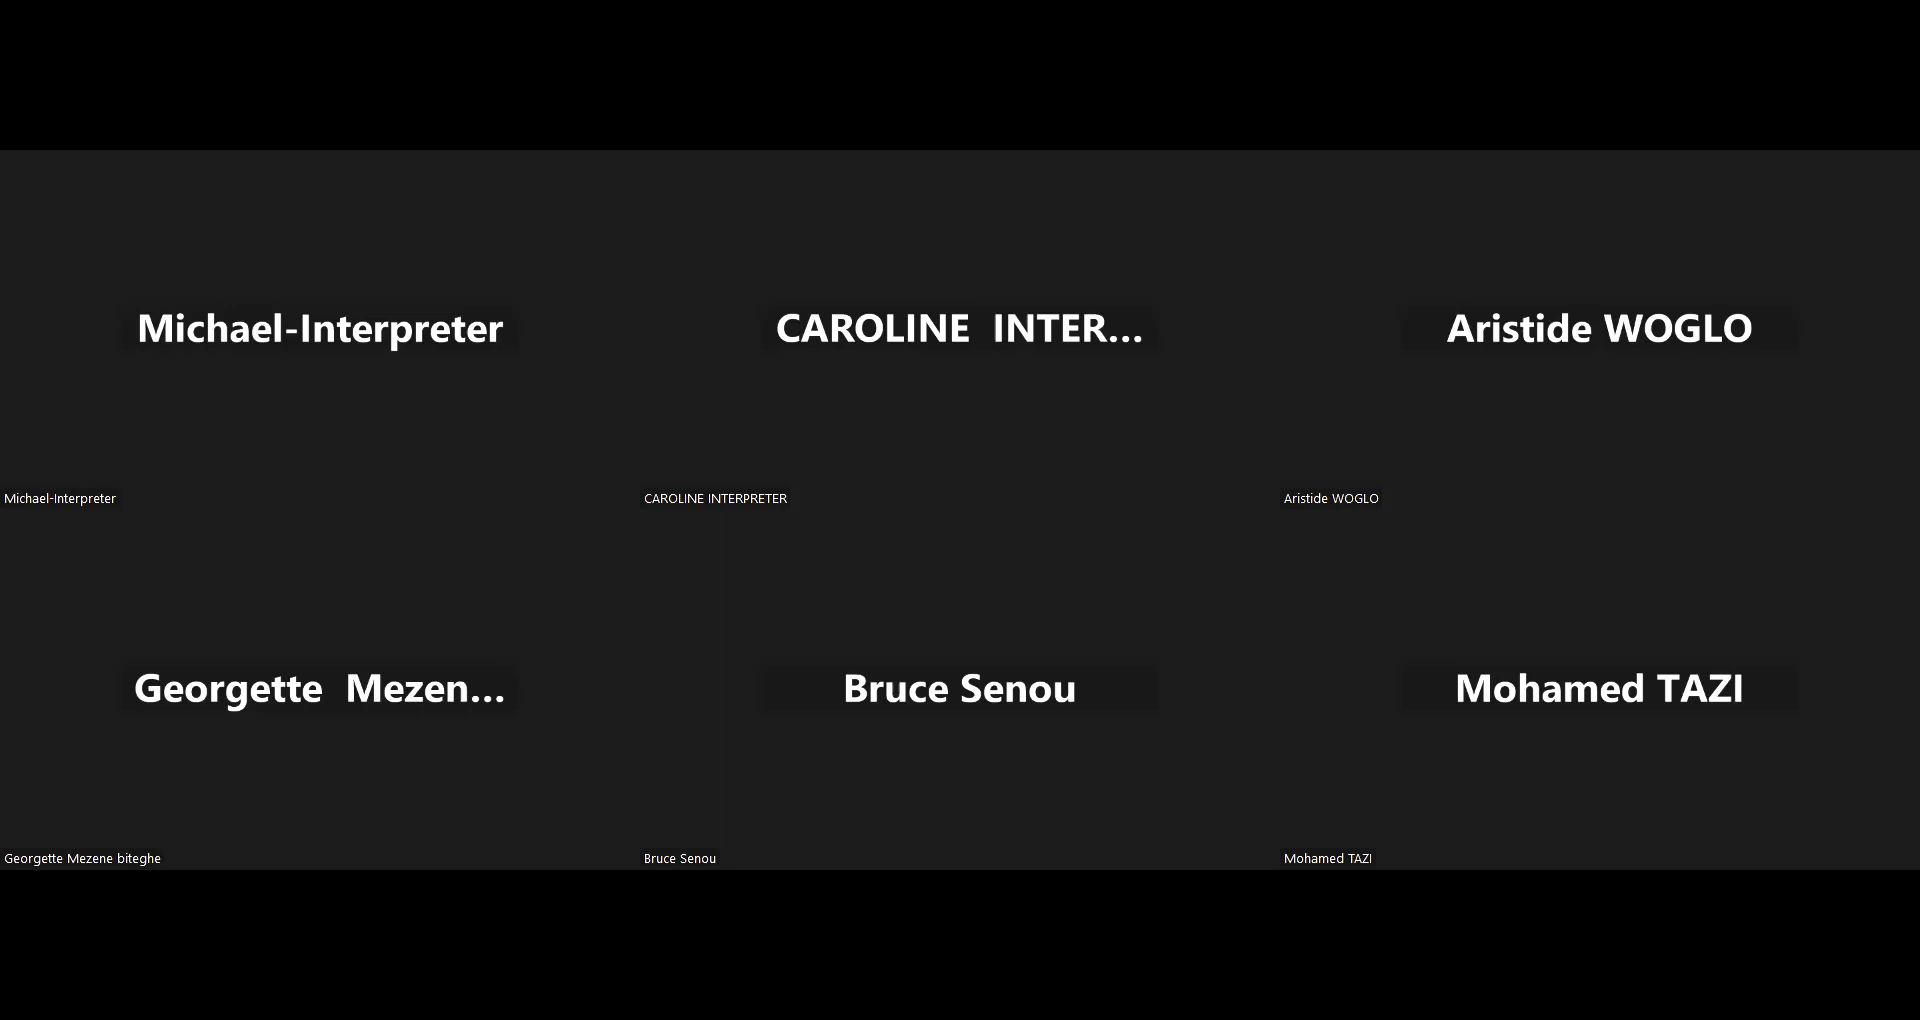 Michael-Interpreter
CAROLINE INTER...
Aristide WOGLO
Michael-Interpreter
CAROLINE INTERPRETER
Aristide WOGLO
Georgette Mezen...
Bruce Senou
Mohamed TAZI
Georgette Mezene biteghe
Bruce Senou
Mohamed TAZI